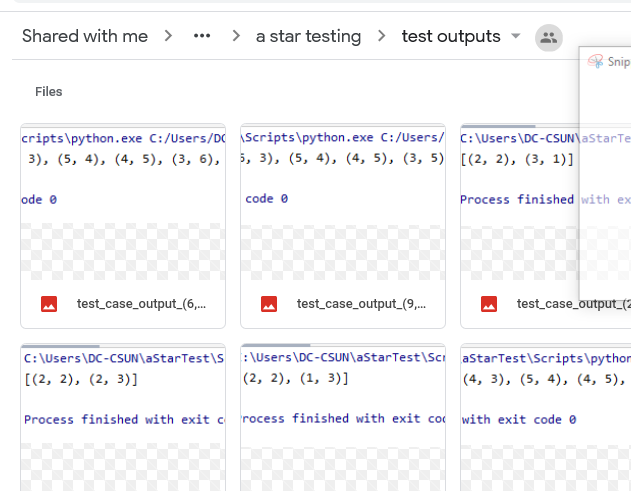 Shared with me > ... > a star testing > test outputs
Snip
Files
cripts\python.exe C:/Users/DC
3), (5, 4), (4, 5), (3, 6),
ode 0
\Scripts\python.exe C:/Users/
, 3), (5, 4), (4, 5), (3, 5)
code 0
C:\Users\DC-CSUN\aStarTe
[(2, 2), (3, 1)]
Process finished with ex
test_case_output_(6,...
test_case_output_(9,...
test_case_output_(2
C:\Users\DC-CSUN\aStarTest\S
[(2, 2), (2, 3)]
Process finished with exit c
:\Users\DC-CSUN\aStarTest\Scr
(2, 2), (1, 3)]
rocess finished with exit co
aStarTest\Scripts\python
(4, 3), (5, 4), (4, 5),
with exit code 0